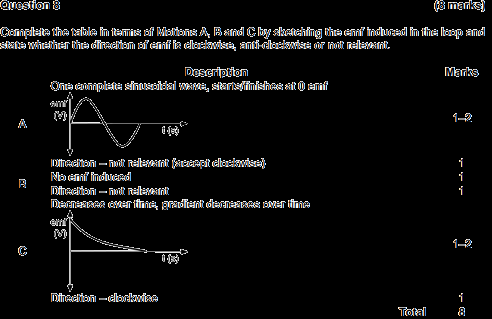 Question 8 (8 marks)
Complete the table in terms of Motions A, B and C by sketching the emf induced in the loop and
state whether the direction of emf is clockwise, anti-clockwise or not relevant.
Description Marks
One complete sinusoidal wave, starts/finishes at 0 emf
emf
(V)
t (s)
A 1–2
Direction – not relevant (accept clockwise) 1
B No emf induced 1
Direction – not relevant 1
Decreases over time, gradient decreases over time
emf
(V)
t (s)
C 1–2
Direction – clockwise 1
Total 8